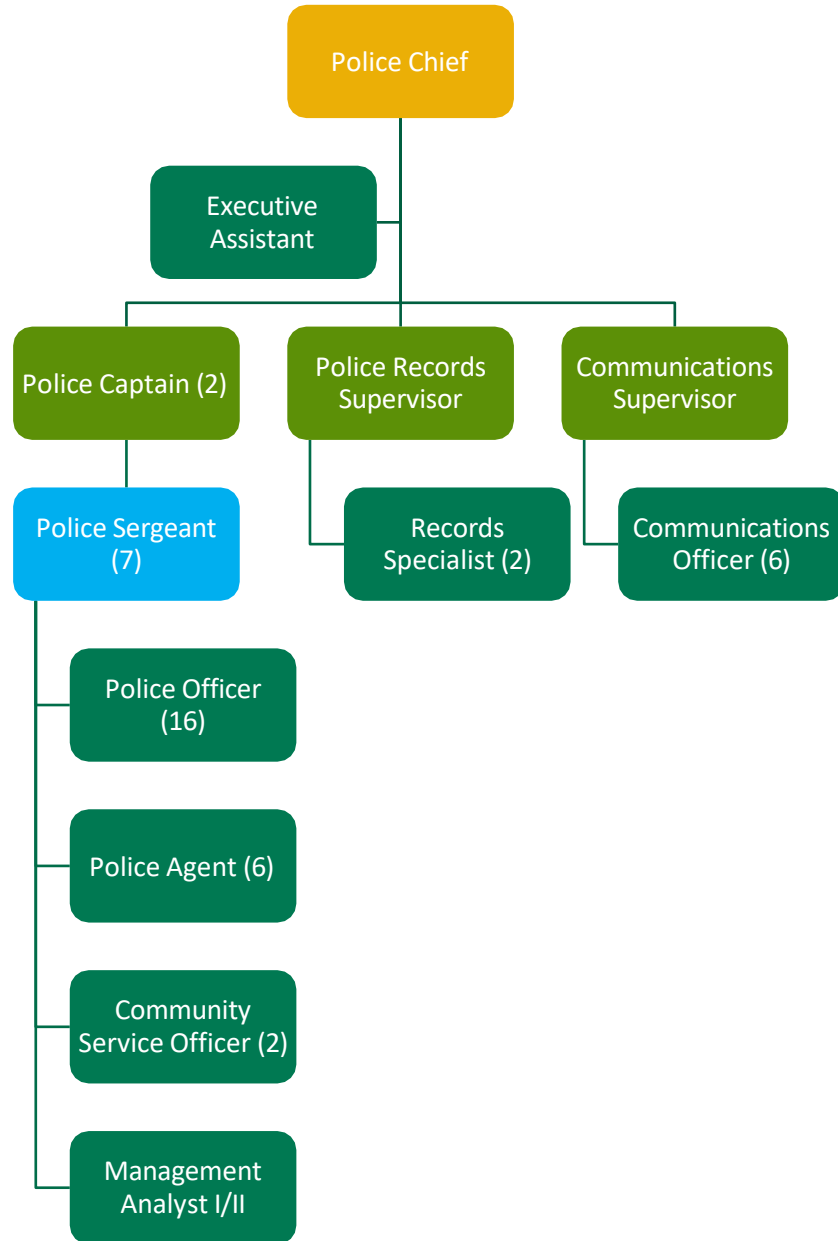 Police Chief
Executive
Assistant
Police Captain (2)
Police Records
Supervisor
Communications
Supervisor
Police Sergeant
(7)
Records
Specialist (2)
Communications
Officer (6)
Police Officer
(16)
Police Agent (6)
Community
Service Officer (2)
Management
Analyst I/II